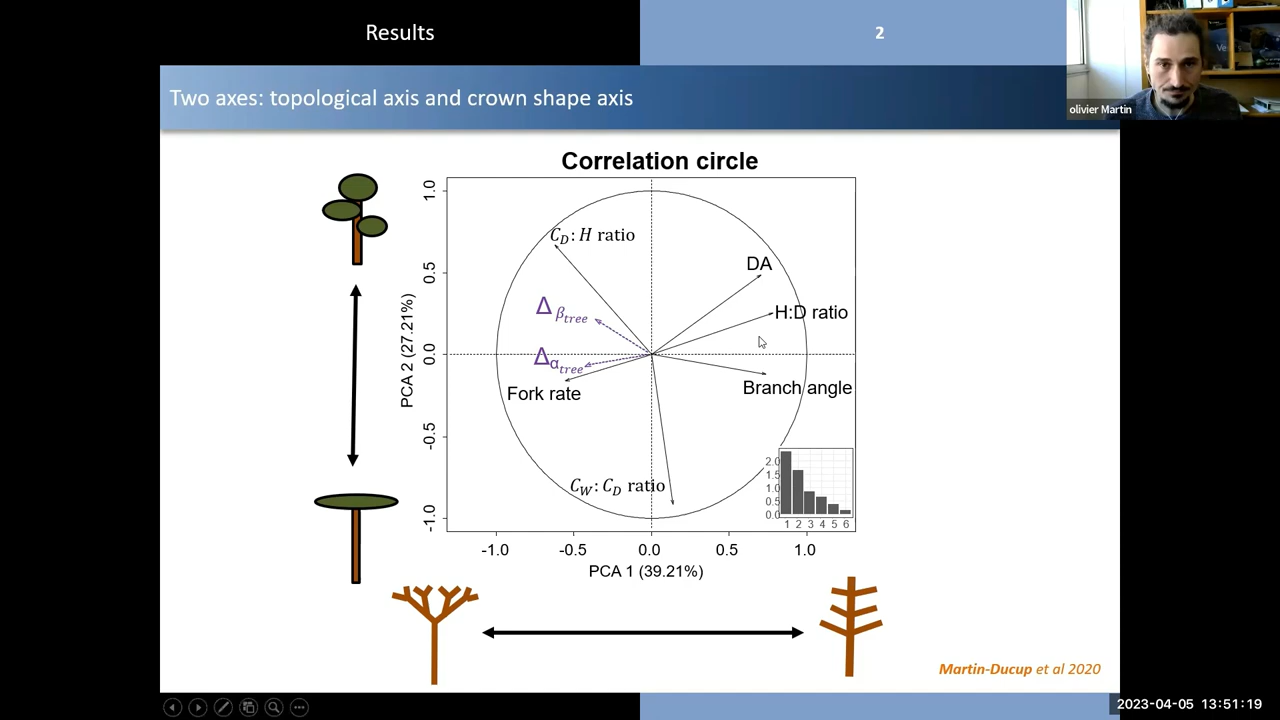 Results
2
olivier Martin
Two axes: topological axis and crown shape axis
Correlation circle
PCA 2 (27.21%)
1.0
0.5
0.0
-0.5
-1.0
C_D: H ratio
DA
H:D ratio
Δ β_tree
Δα_tree
Fork rate
Branch angle
C_W: C_D ratio
2.0
1.5
1.0
0.5
0.0
1 2 3 4 5 6
-1.0 -0.5 0.0 0.5 1.0
PCA 1 (39.21%)
Martin-Ducup et al 2020
2023-04-05 13:51:19